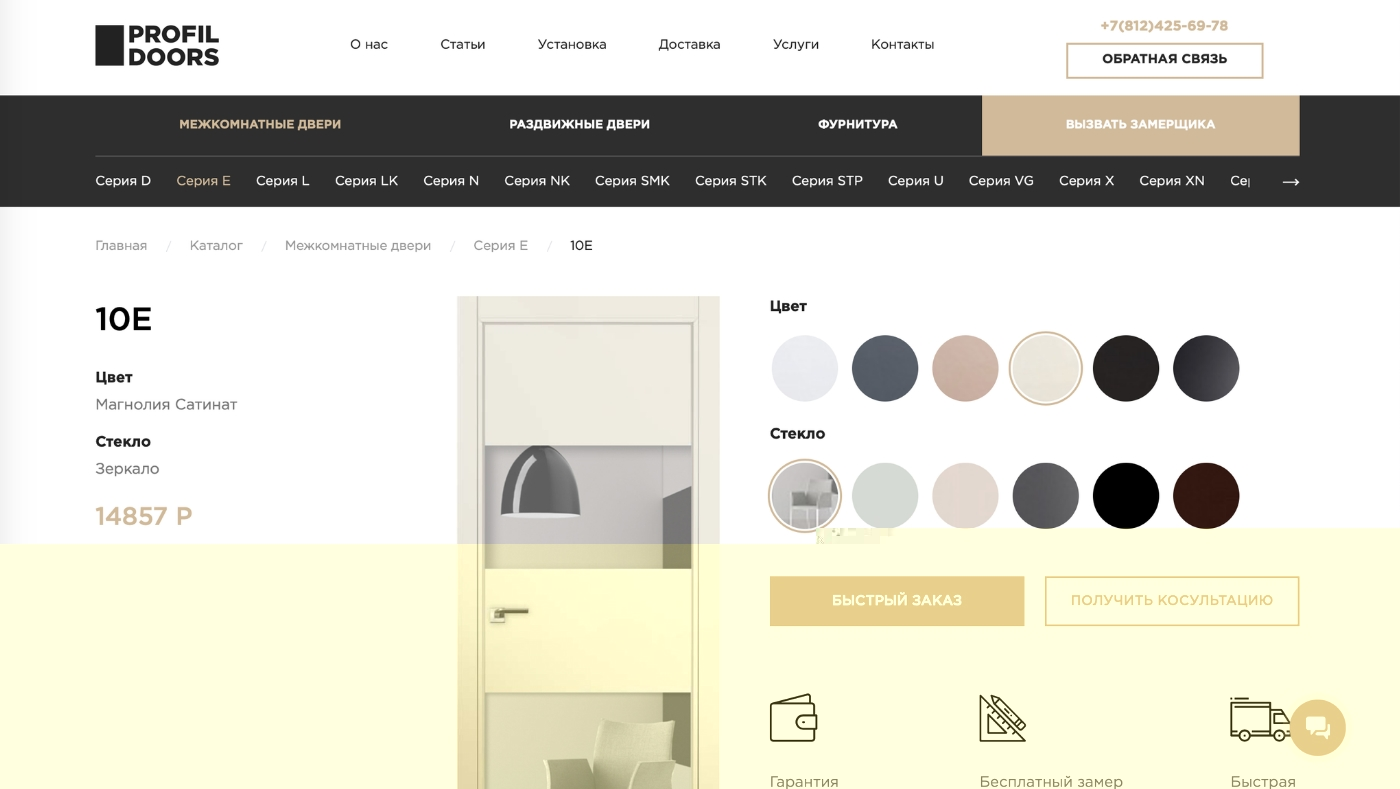 PROFIL
DOORS
О нас
Статьи
Установка
Доставка
Услуги
Контакты
+7(812)425-69-78
ОБРАТНАЯ СВЯЗЬ
МЕЖКОМНАТНЫЕ ДВЕРИ
РАЗДВИЖНЫЕ ДВЕРИ
ФУРНИТУРА
ВЫЗВАТЬ ЗАМЕРЩИКА
Серия D
Серия E
Серия L
Серия LK
Серия N
Серия NK
Серия SMK
Серия STK
Серия STP
Серия U
Серия VG
Серия X
Серия XN
Главная / Каталог / Межкомнатные двери / Серия E / 10E
10E
Цвет
Магнолия Сатинат
Стекло
Зеркало
14857 Р
Цвет
Стекло
БЫСТРЫЙ ЗАКАЗ
ПОЛУЧИТЬ КОСУЛЬТАЦИЮ
Гарантия
Бесплатный замер
Быстрая